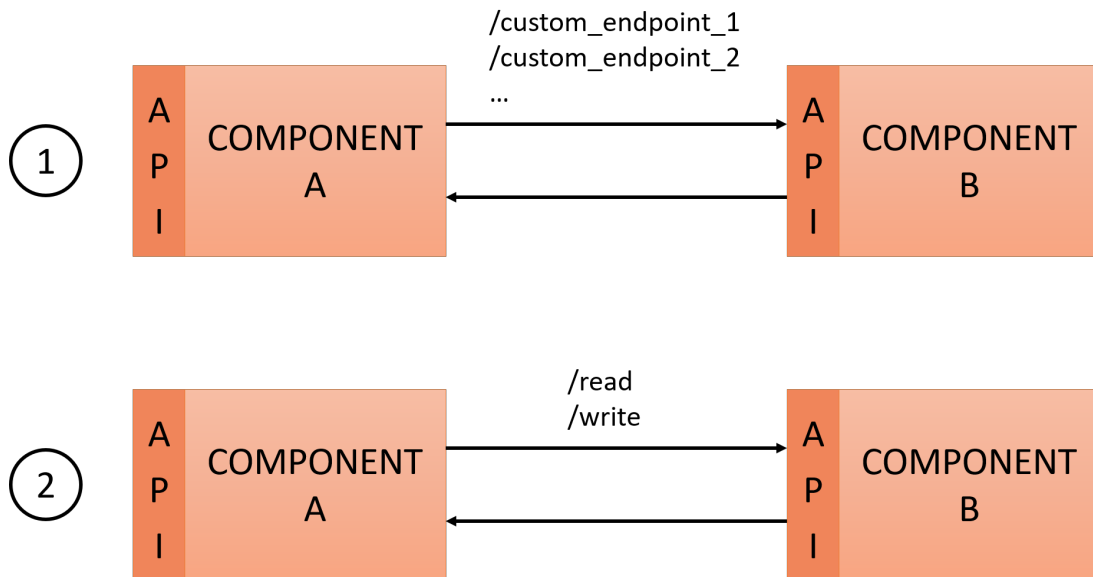 /custom_endpoint_1
/custom_endpoint_2
...
1
A
P
I
COMPONENT
A
A
P
I
COMPONENT
B
/read
/write
2
A
P
I
COMPONENT
A
A
P
I
COMPONENT
B